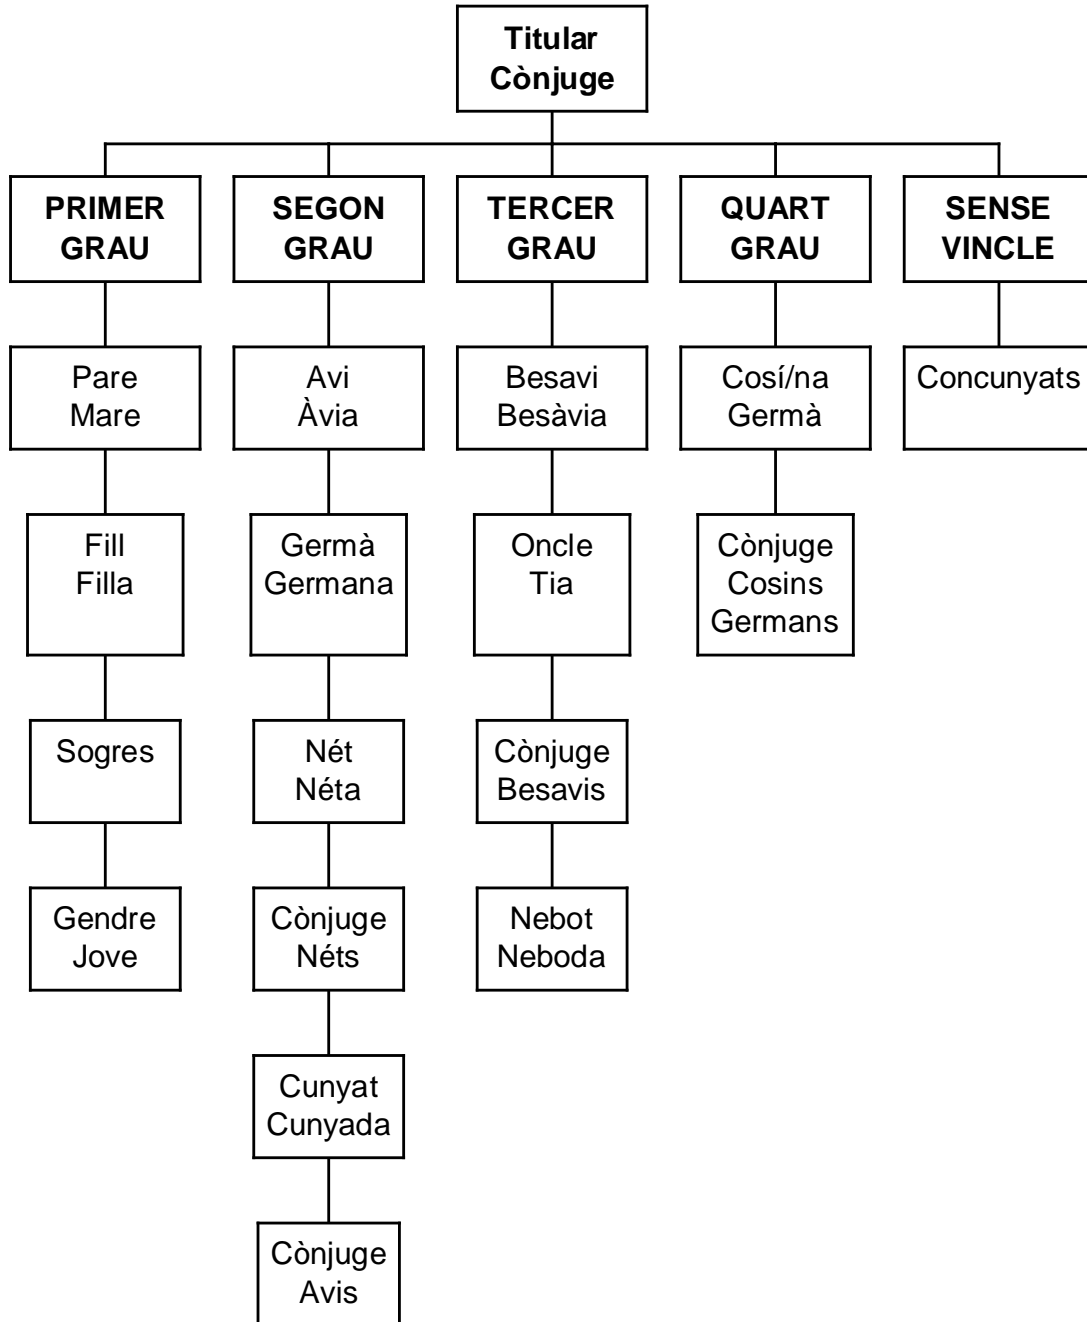 Titular
Cònjuge
PRIMER
GRAU
SEGON
GRAU
TERCER
GRAU
QUART
GRAU
SENSE
VINCLE
Pare
Mare
Avi
Àvia
Besavi
Besàvia
Cosí/na
Germà
Concunyats
Fill
Filla
Germà
Germana
Oncle
Tia
Cònjuge
Cosins
Germans
Sogres
Nét
Néta
Cònjuge
Besavis
Gendre
Jove
Cònjuge
Néts
Nebot
Neboda
Cunyat
Cunyada
Cònjuge
Avis